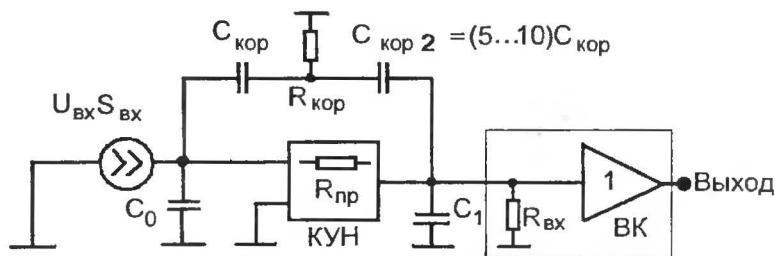 Cкор
Cкор 2 =(5...10)Cкор
Rкор
UвхSвх
C0
Rпр
КУН
C1
Rвх
1
ВК
Выход